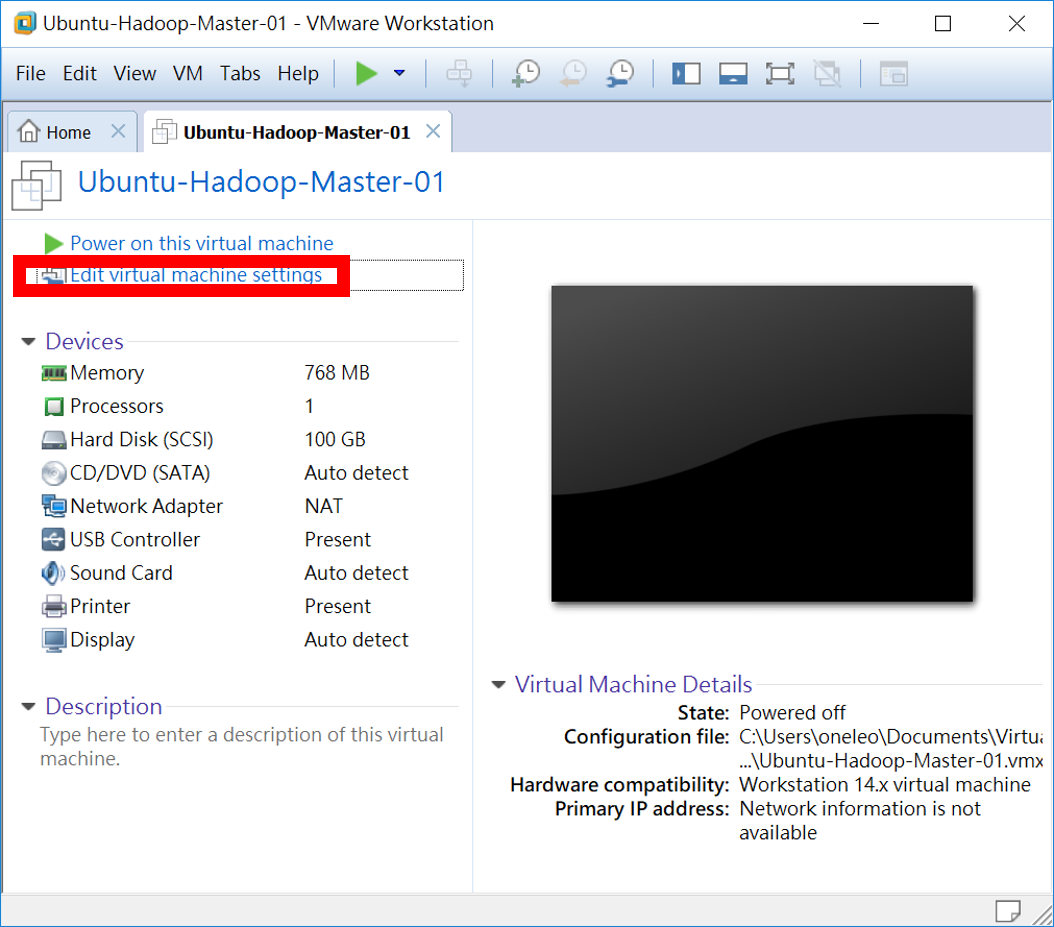 Ubuntu-Hadoop-Master-01 - VMware Workstation
File Edit View VM Tabs Help
Home Ubuntu-Hadoop-Master-01
Ubuntu-Hadoop-Master-01
Power on this virtual machine
Edit virtual machine settings
Devices
Memory 768 MB
Processors 1
Hard Disk (SCSI) 100 GB
CD/DVD (SATA) Auto detect
Network Adapter NAT
USB Controller Present
Sound Card Auto detect
Printer Present
Display Auto detect
Description
Type here to enter a description of this virtual
machine.
Virtual Machine Details
State: Powered off
Configuration file: C:\Users\oneleo\Documents\Virtua
...\Ubuntu-Hadoop-Master-01.vmx
Hardware compatibility: Workstation 14.x virtual machine
Primary IP address: Network information is not
available